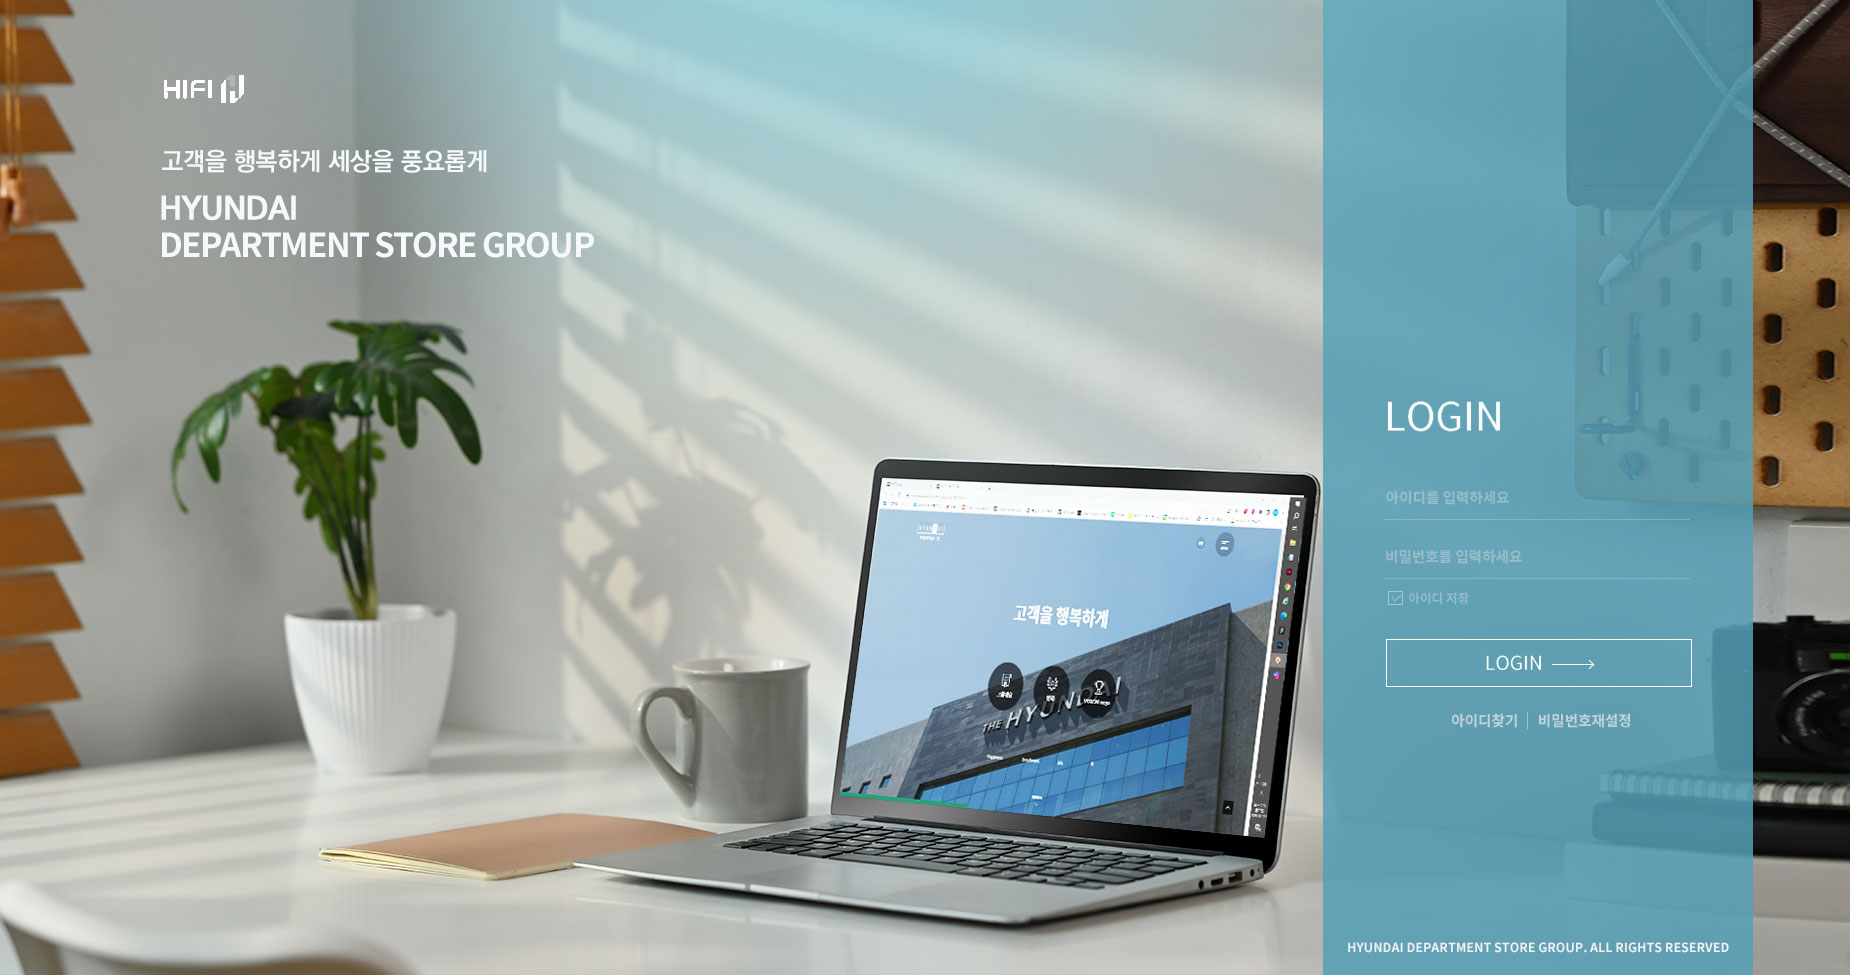 HIFI
고객을 행복하게 세상을 풍요롭게
HYUNDAI
DEPARTMENT STORE GROUP
고객을 행복하게
THE HYUNDAI
LOGIN
아이디를 입력하세요
비밀번호를 입력하세요
아이디 저장
LOGIN
아이디찾기 | 비밀번호재설정
HYUNDAI DEPARTMENT STORE GROUP. ALL RIGHTS RESERVED